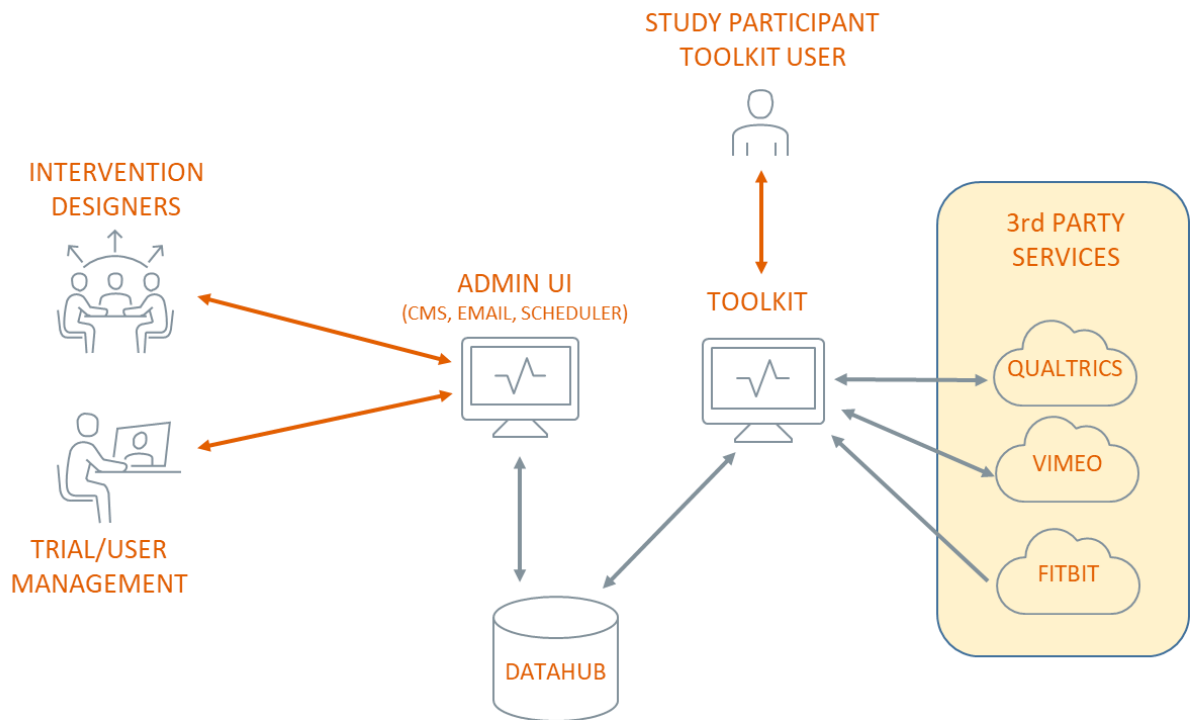 STUDY PARTICIPANT
TOOLKIT USER
INTERVENTION
DESIGNERS
3rd PARTY
SERVICES
ADMIN UI
(CMS, EMAIL, SCHEDULER)
TOOLKIT
QUALTRICS
VIMEO
TRIAL/USER
MANAGEMENT
FITBIT
DATAHUB